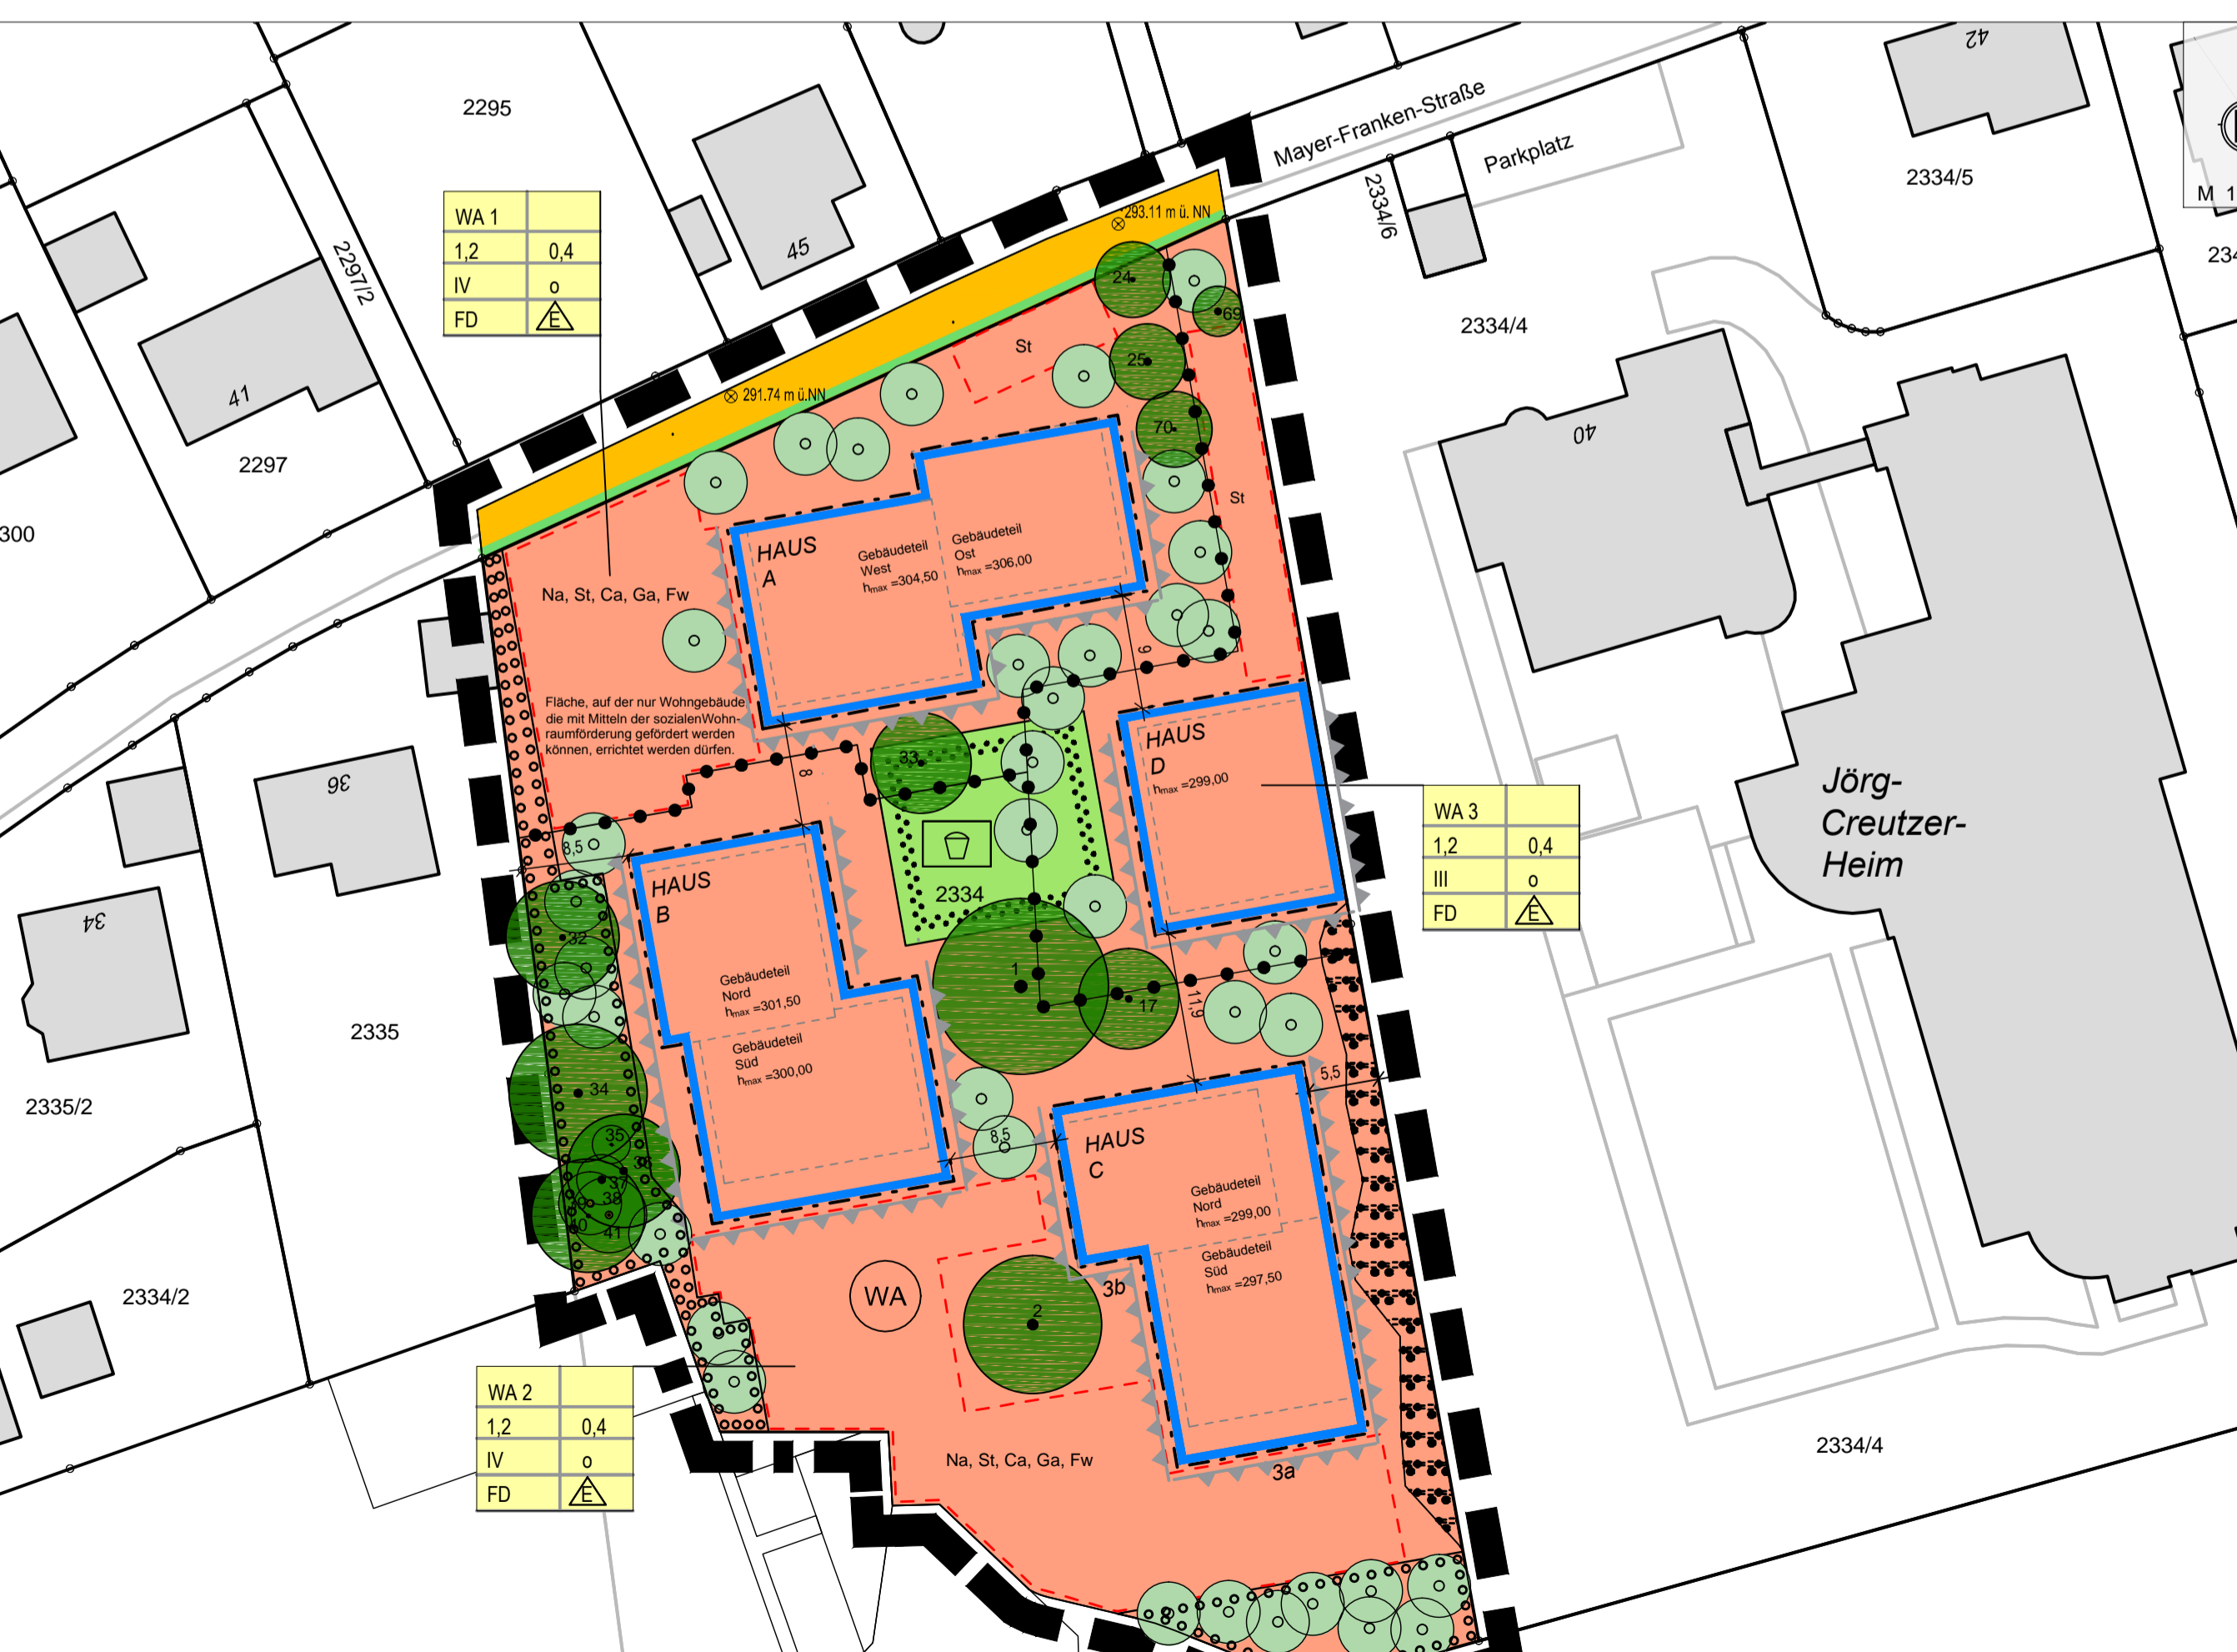 2295
45
2297/2
41
2297
300
WA 1
1,2 0,4
IV o
FD E
Mayer-Franken-Straße
Parkplatz
2334/6
42
2334/5
M 1
234
2334/4
40
293.11 m ü. NN
291.74 m ü.NN
24
69
25
70
St
St
HAUS
A
Gebäudeteil
West
hmax =304,50
Gebäudeteil
Ost
hmax =306,00
Na, St, Ca, Ga, Fw
Fläche, auf der nur Wohngebäude,
die mit Mitteln der sozialenWohn-
raumförderung gefördert werden
können, errichtet werden dürfen.
9
8
33
HAUS
D
hmax =299,00
WA 3
1,2 0,4
III o
FD E
Jörg-
Creutzer-
Heim
36
34
2335
2335/2
2334/2
8,5
HAUS
B
2334
32
Gebäudeteil
Nord
hmax =301,50
Gebäudeteil
Süd
hmax =300,00
1
17
11,9
5,5
34
35
36
37
38
40
41
8,5
HAUS
C
Gebäudeteil
Nord
hmax =299,00
Gebäudeteil
Süd
hmax =297,50
3b
WA
2
WA 2
1,2 0,4
IV o
FD E
Na, St, Ca, Ga, Fw
3a
2334/4